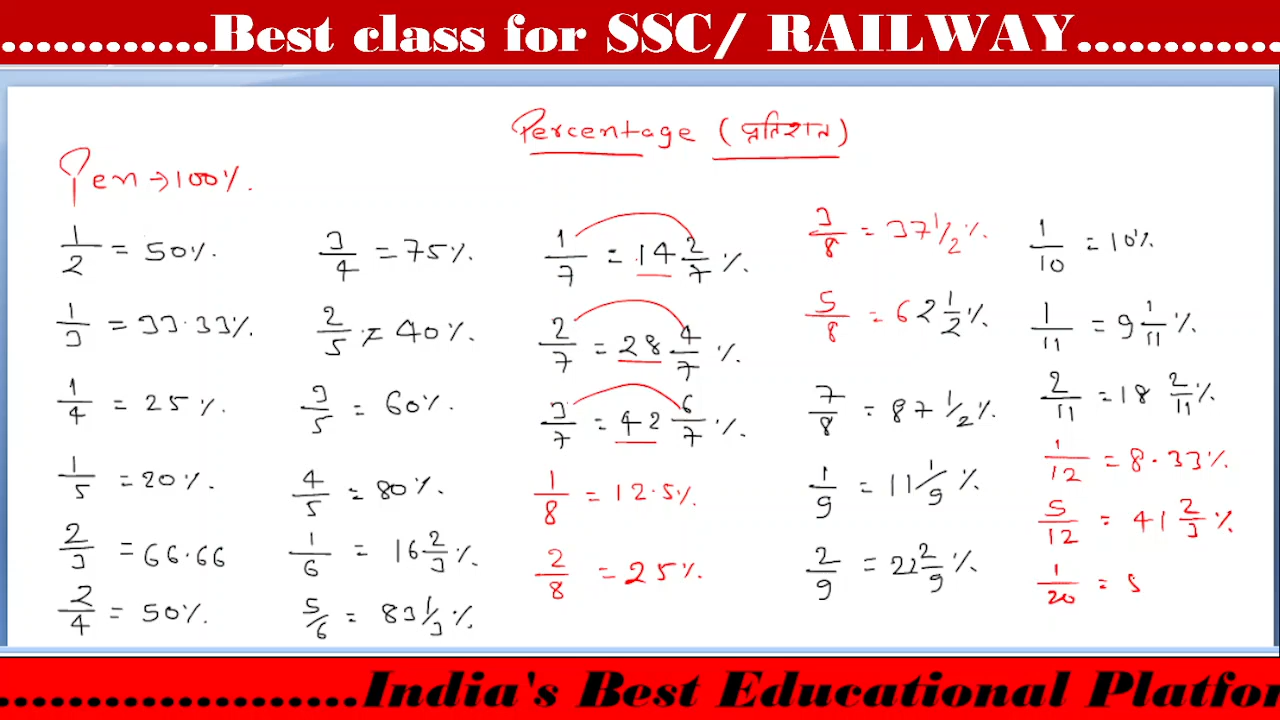 ............Best class for SSC/ RAILWAY............
Percentage (प्रतिशत)
Per cen → 100%.
1/2 = 50%.
1/3 = 33.33%.
1/4 = 25%.
1/5 = 20%.
2/3 = 66.66
2/4 = 50%.
3/4 = 75%.
2/5 = 40%.
3/5 = 60%.
4/5 = 80%.
1/6 = 16 2/3 %.
5/6 = 83 1/3 %.
1/7 = 14 2/7 %.
2/7 = 28 4/7 %.
3/7 = 42 6/7 %.
1/8 = 12.5%.
2/8 = 25%.
3/8 = 37 1/2 %.
5/8 = 62 1/2 %.
7/8 = 87 1/2 %.
1/9 = 11 1/9 %.
2/9 = 22 2/9 %.
1/10 = 10%.
1/11 = 9 1/11 %.
2/11 = 18 2/11 %.
1/12 = 8.33%.
5/12 = 41 2/3 %.
1/20 = 5
....................India's Best Educational Platfor